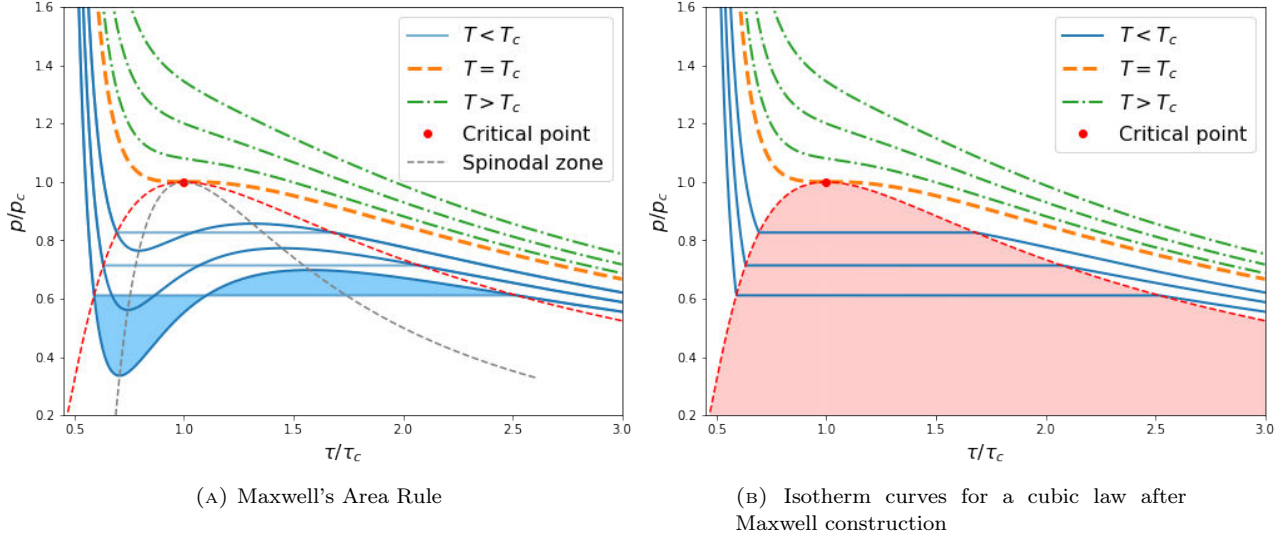 1.6
1.4
1.2
1.0
0.8
0.6
0.4
0.2
p/p_c
0.5 1.0 1.5 2.0 2.5 3.0
τ/τ_c
T < T_c
T = T_c
T > T_c
Critical point
Spinodal zone
(A) Maxwell's Area Rule
1.6
1.4
1.2
1.0
0.8
0.6
0.4
0.2
p/p_c
0.5 1.0 1.5 2.0 2.5 3.0
τ/τ_c
T < T_c
T = T_c
T > T_c
Critical point
(B) Isotherm curves for a cubic law after
Maxwell construction